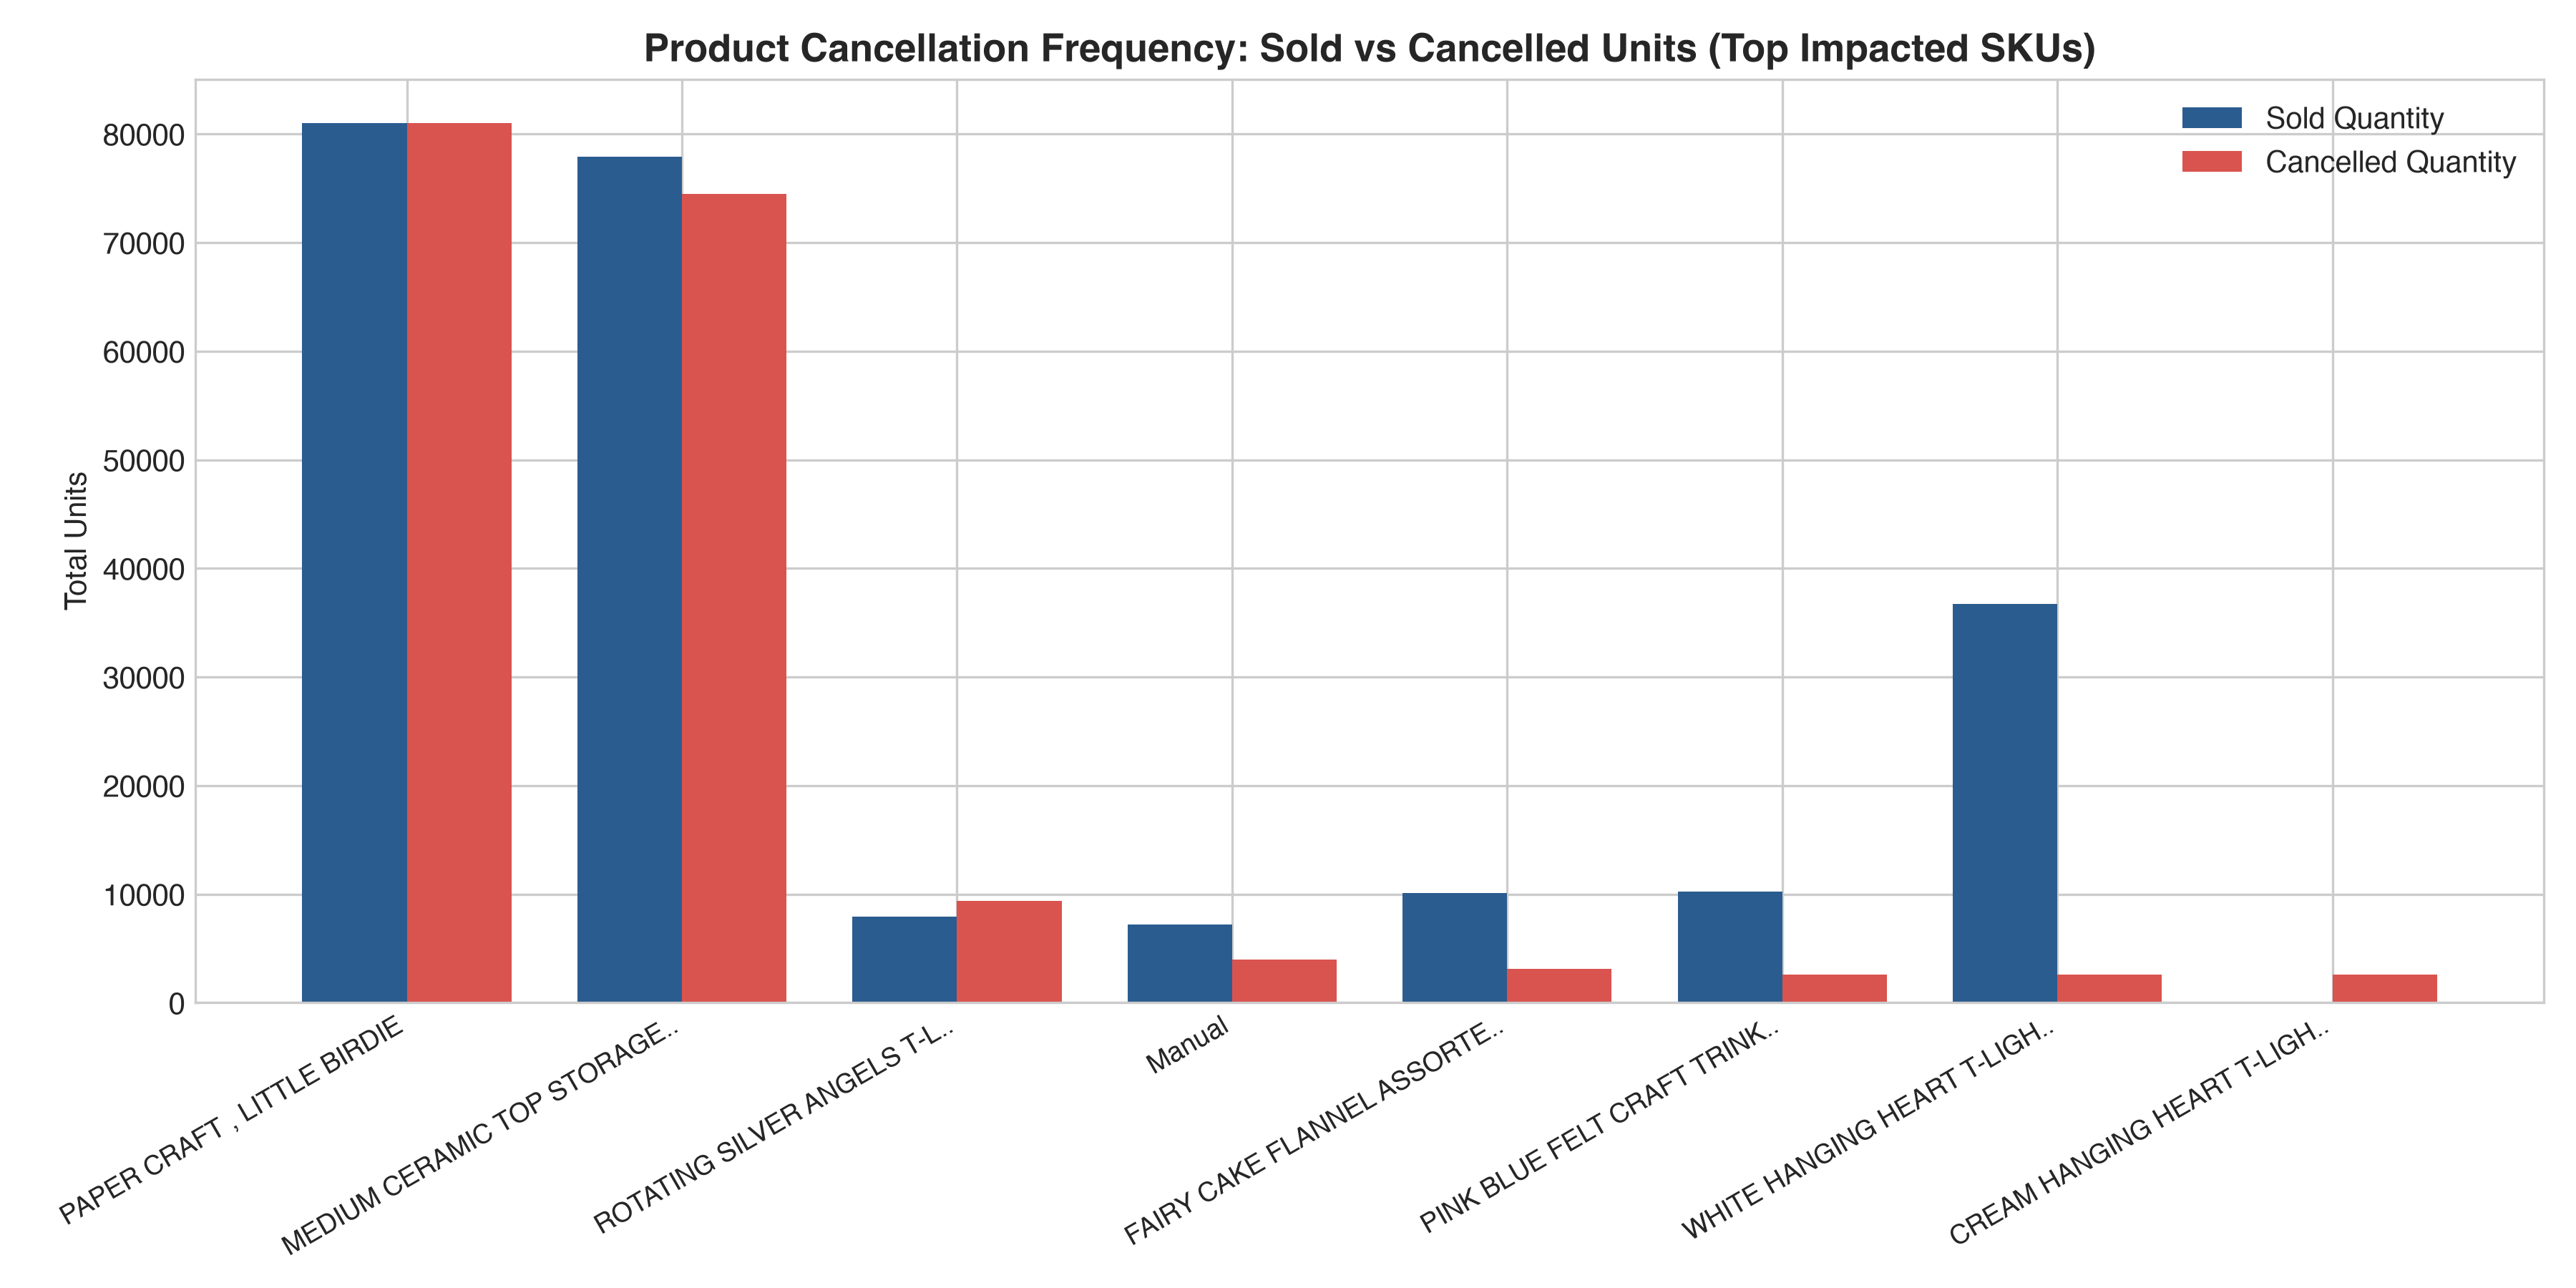 Product Cancellation Frequency: Sold vs Cancelled Units (Top Impacted SKUs)
Sold Quantity
Cancelled Quantity
Total Units
80000
70000
60000
50000
40000
30000
20000
10000
0
PAPER CRAFT , LITTLE BIRDIE
MEDIUM CERAMIC TOP STORAGE..
ROTATING SILVER ANGELS T-L..
Manual
FAIRY CAKE FLANNEL ASSORTE..
PINK BLUE FELT CRAFT TRINK..
WHITE HANGING HEART T-LIGH..
CREAM HANGING HEART T-LIGH..